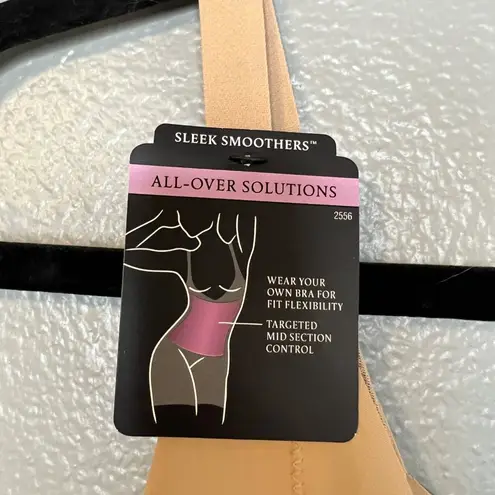 SLEEK SMOOTHERS™
ALL-OVER SOLUTIONS
2556
WEAR YOUR
OWN BRA FOR
FIT FLEXIBILITY
TARGETED
MID SECTION
CONTROL